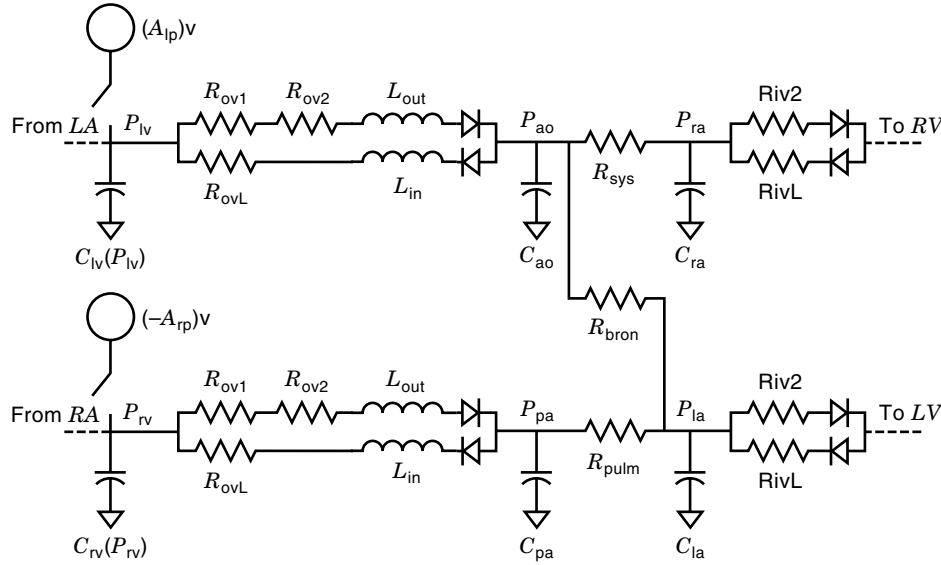 (A_lp)v
R_ov1 R_ov2 L_out Riv2
From LA P_lv P_ao P_ra To RV
R_ovL L_in R_sys RivL
C_lv(P_lv) C_ao C_ra
(–A_rp)v R_bron
R_ov1 R_ov2 L_out Riv2
From RA P_rv P_pa P_la To LV
R_ovL L_in R_pulm RivL
C_rv(P_rv) C_pa C_la